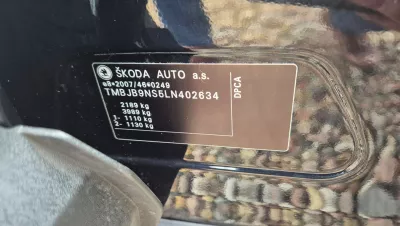 ŠKODA AUTO a.s.
e8*2007/46*0249
TMBJB9NS5LN402634
2189 kg
3989 kg
1- 1110 kg
2- 1130 kg
DPCA